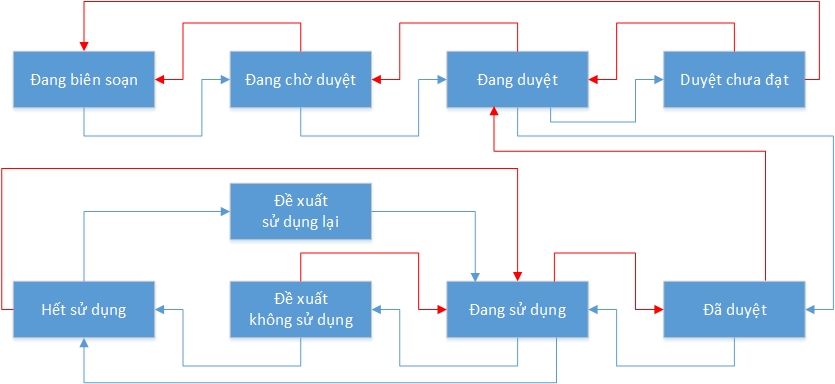 Đang biên soạn
Đang chờ duyệt
Đang duyệt
Duyệt chưa đạt
Đề xuất
sử dụng lại
Hết sử dụng
Đề xuất
không sử dụng
Đang sử dụng
Đã duyệt